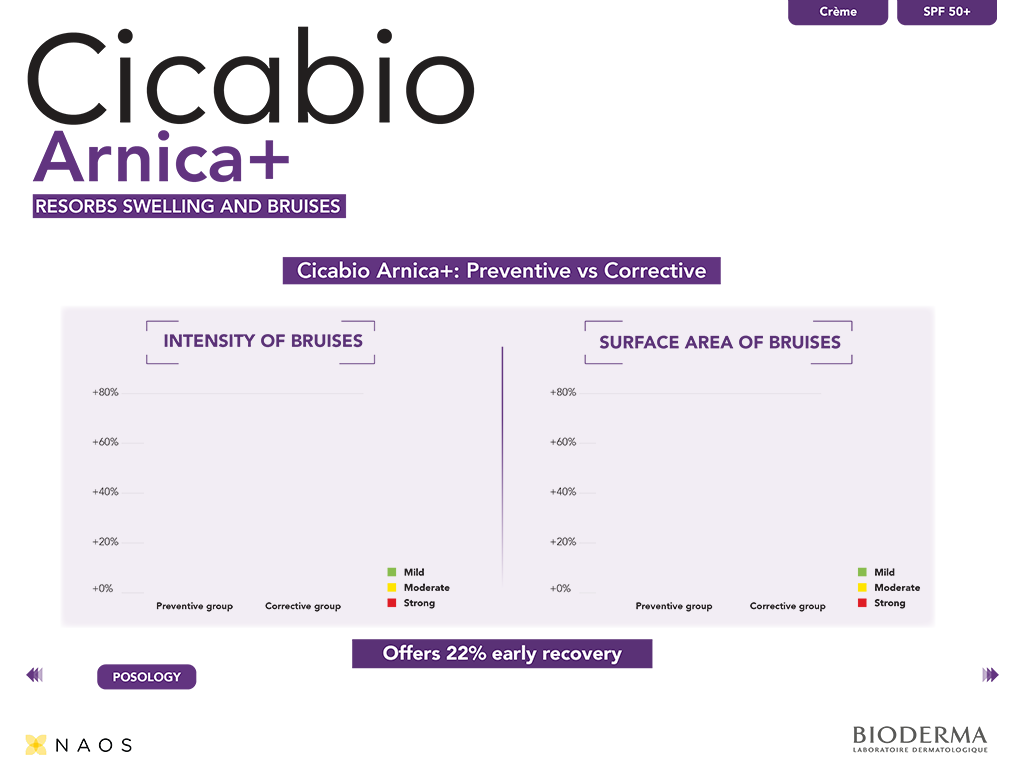 Crème
SPF 50+
Cicabio
Arnica+
RESORBS SWELLING AND BRUISES
Cicabio Arnica+: Preventive vs Corrective
INTENSITY OF BRUISES
+80%
+60%
+40%
+20%
+0%
Preventive group
Corrective group
Mild
Moderate
Strong
SURFACE AREA OF BRUISES
+80%
+60%
+40%
+20%
+0%
Preventive group
Corrective group
Mild
Moderate
Strong
Offers 22% early recovery
POSOLOGY
NAOS
BIODERMA
LABORATOIRE DERMATOLOGIQUE